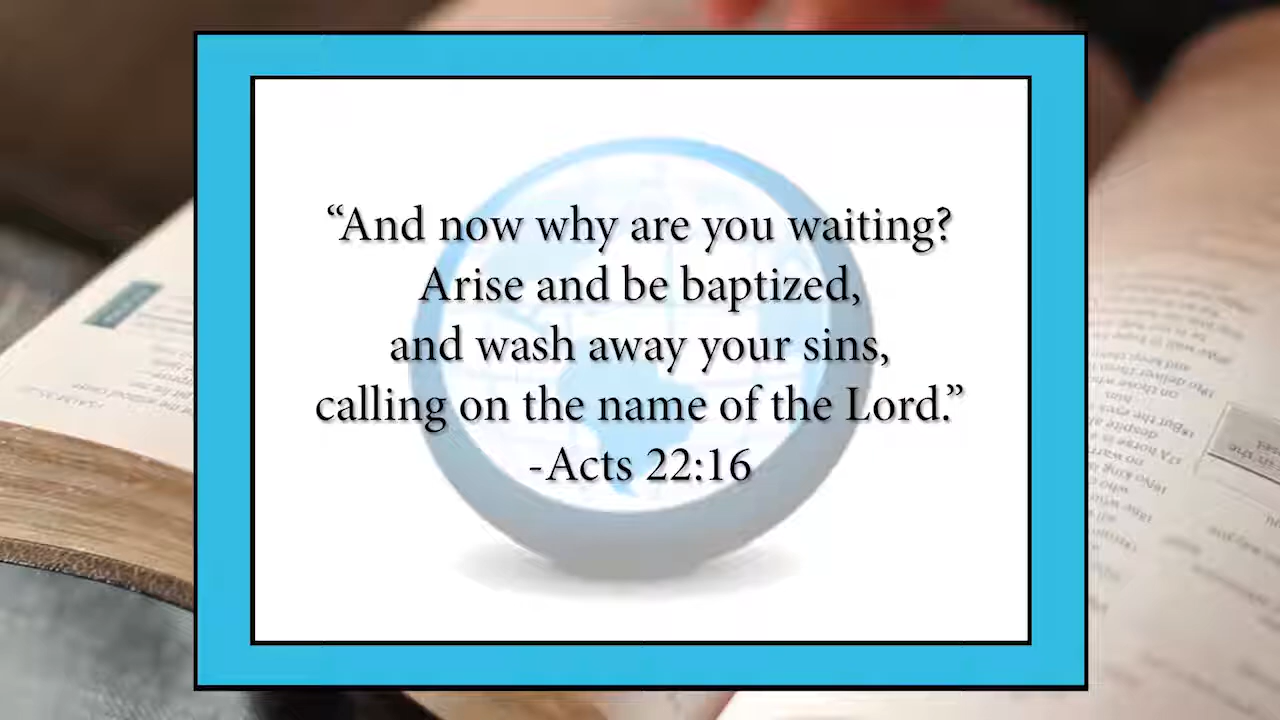 “And now why are you waiting?
Arise and be baptized,
and wash away your sins,
calling on the name of the Lord.”
-Acts 22:16